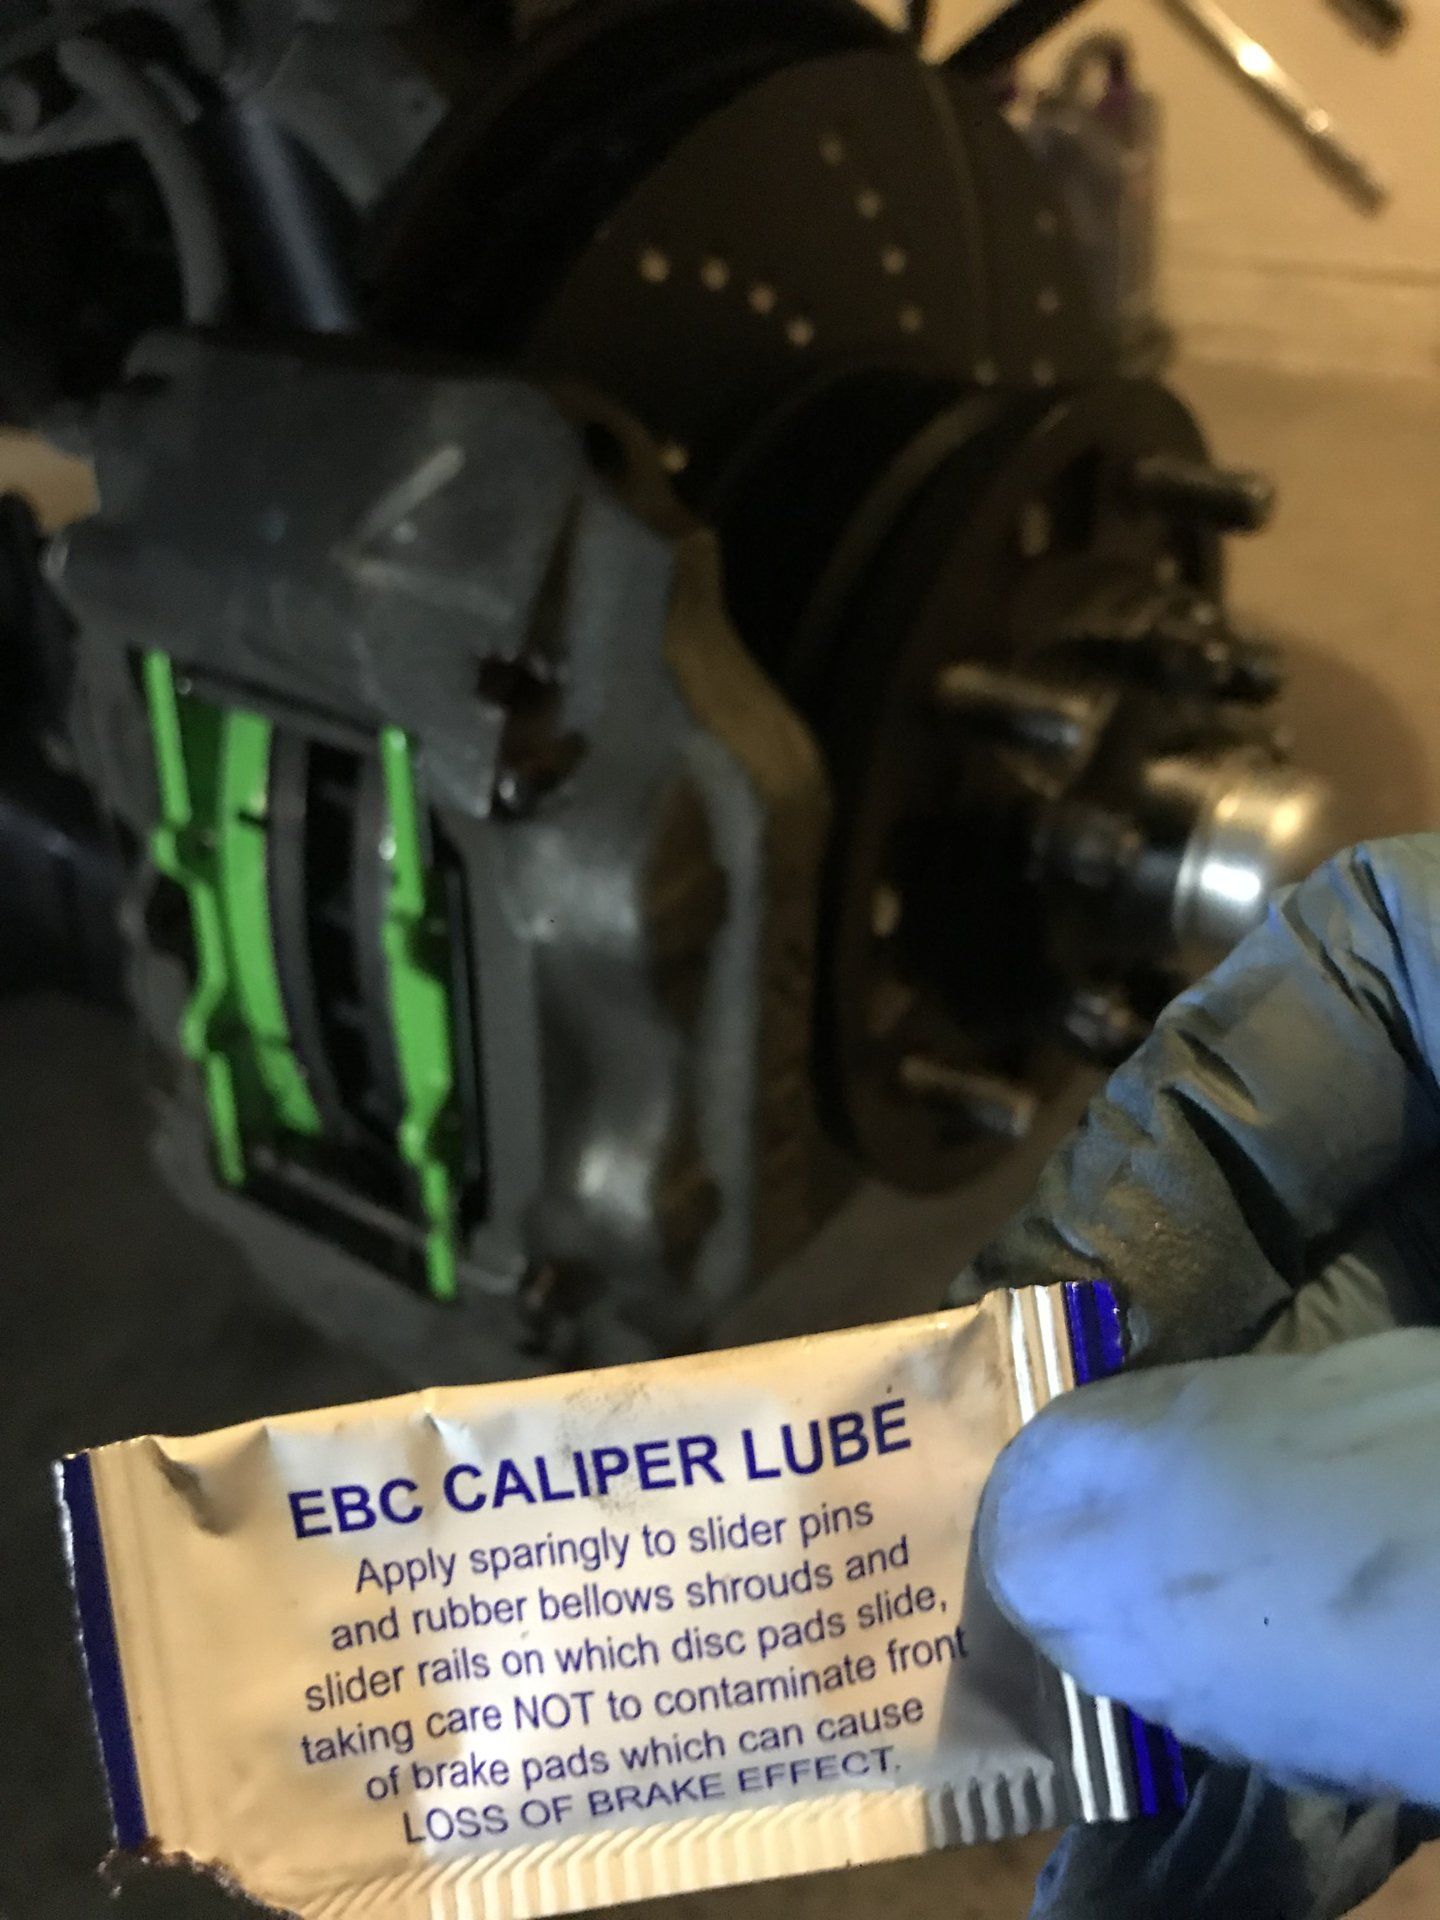 EBC CALIPER LUBE
Apply sparingly to slider pins
and rubber bellows shrouds and
slider rails on which disc pads slide,
taking care NOT to contaminate front
of brake pads which can cause
LOSS OF BRAKE EFFECT.